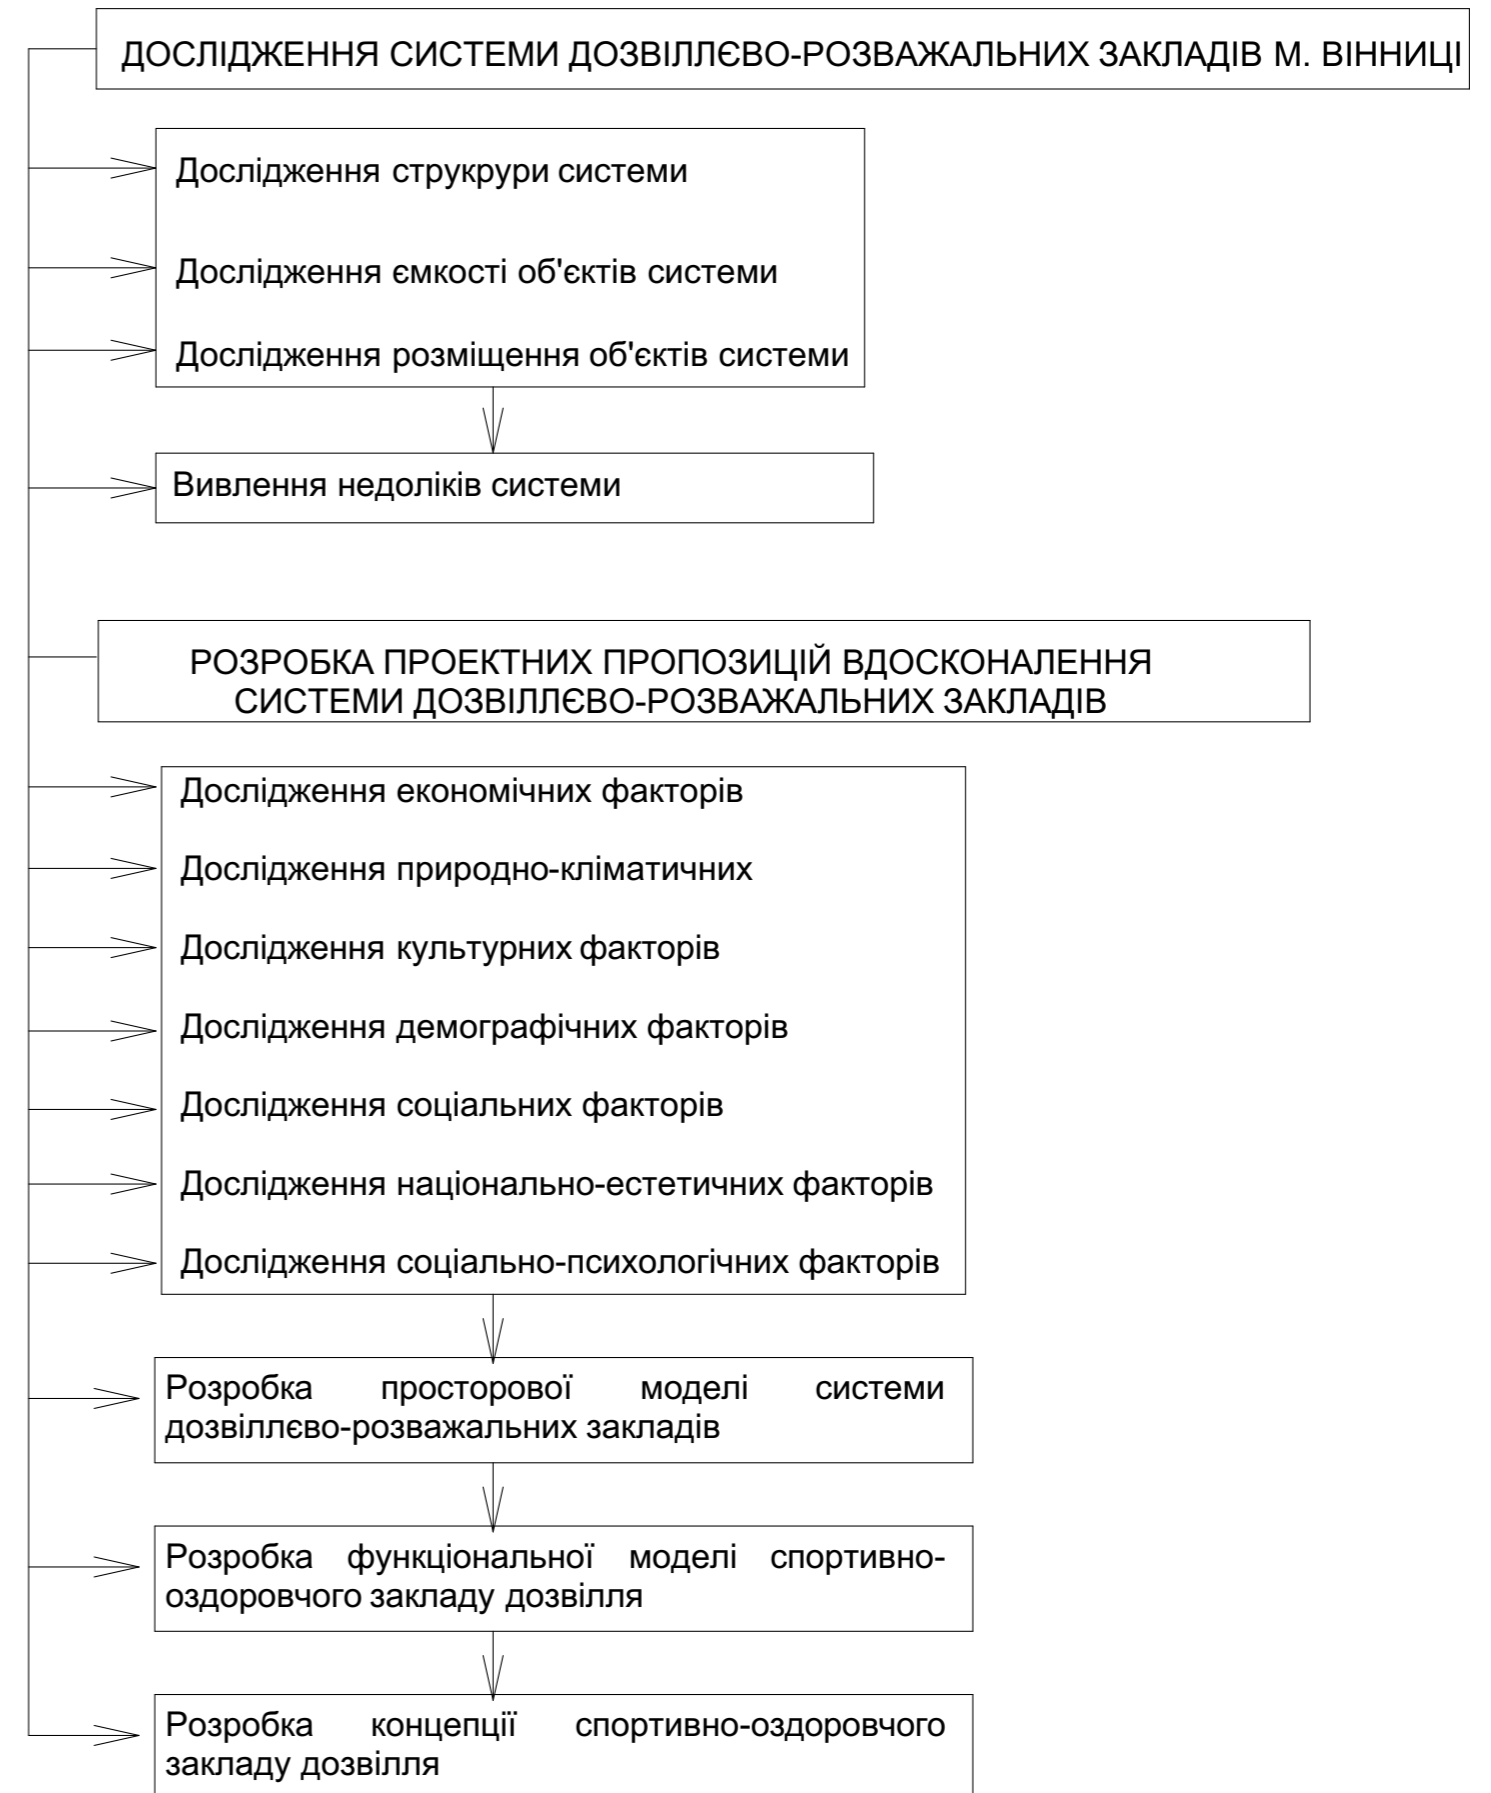 ДОСЛІДЖЕННЯ СИСТЕМИ ДОЗВІЛЛЄВО-РОЗВАЖАЛЬНИХ ЗАКЛАДІВ М. ВІННИЦІ
Дослідження струкрури системи
Дослідження ємкості об'єктів системи
Дослідження розміщення об'єктів системи
Вивлення недоліків системи
РОЗРОБКА ПРОЕКТНИХ ПРОПОЗИЦІЙ ВДОСКОНАЛЕННЯ
СИСТЕМИ ДОЗВІЛЛЄВО-РОЗВАЖАЛЬНИХ ЗАКЛАДІВ
Дослідження економічних факторів
Дослідження природно-кліматичних
Дослідження культурних факторів
Дослідження демографічних факторів
Дослідження соціальних факторів
Дослідження національно-естетичних факторів
Дослідження соціально-психологічних факторів
Розробка просторової моделі системи
дозвіллєво-розважальних закладів
Розробка функціональної моделі спортивно-
оздоровчого закладу дозвілля
Розробка концепції спортивно-оздоровчого
закладу дозвілля